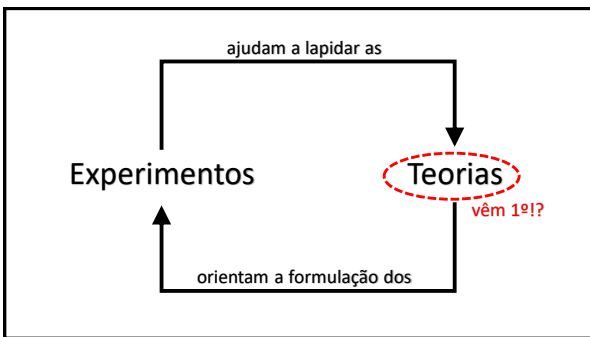 ajudam a lapidar as
Experimentos
Teorias
vêm 1º!?
orientam a formulação dos